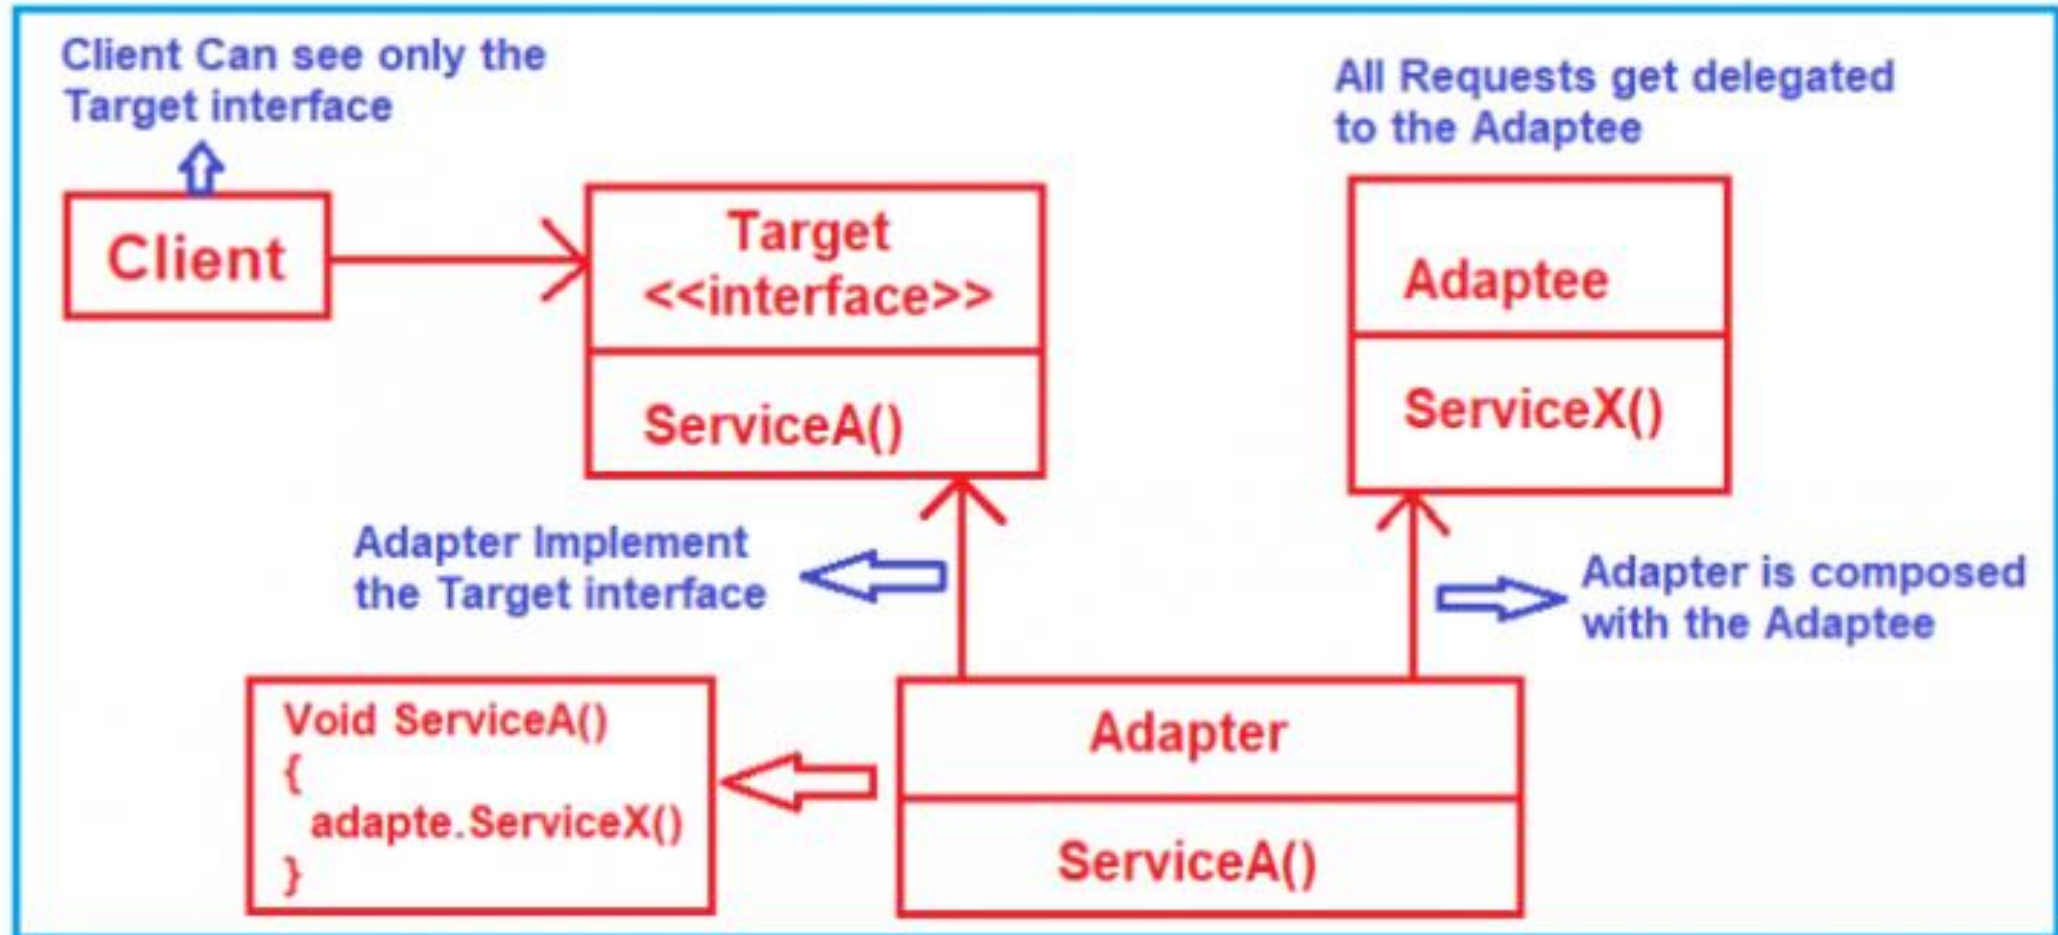 Client Can see only the
Target interface
All Requests get delegated
to the Adaptee
Client
Target
<<interface>>
ServiceA()
Adaptee
ServiceX()
Adapter Implement
the Target interface
Adapter is composed
with the Adaptee
Void ServiceA()
{
adapte.ServiceX()
}
Adapter
ServiceA()